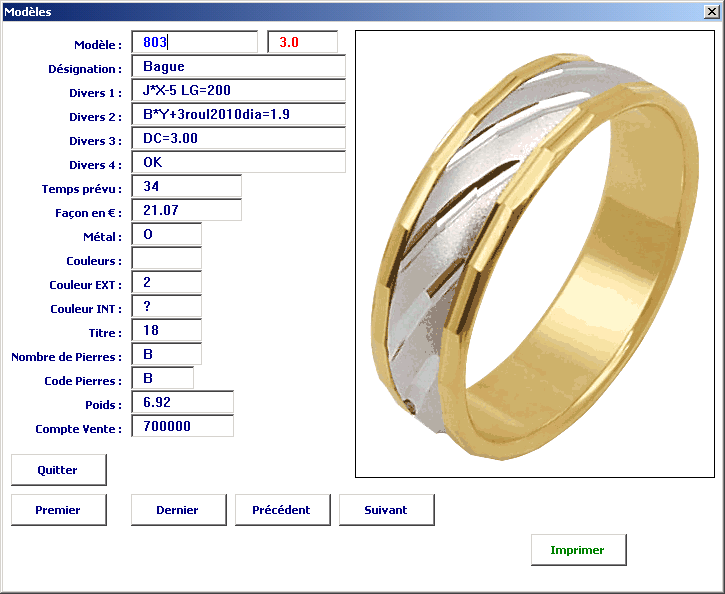 Modèles
Modèle : 803 3.0
Désignation : Bague
Divers 1 : J*X-5 LG=200
Divers 2 : B*Y+3roul2010dia=1.9
Divers 3 : DC=3.00
Divers 4 : OK
Temps prévu : 34
Façon en € : 21.07
Métal : O
Couleurs :
Couleur EXT : 2
Couleur INT : ?
Titre : 18
Nombre de Pierres : B
Code Pierres : B
Poids : 6.92
Compte Vente : 700000
Quitter
Premier Dernier Précédent Suivant
Imprimer